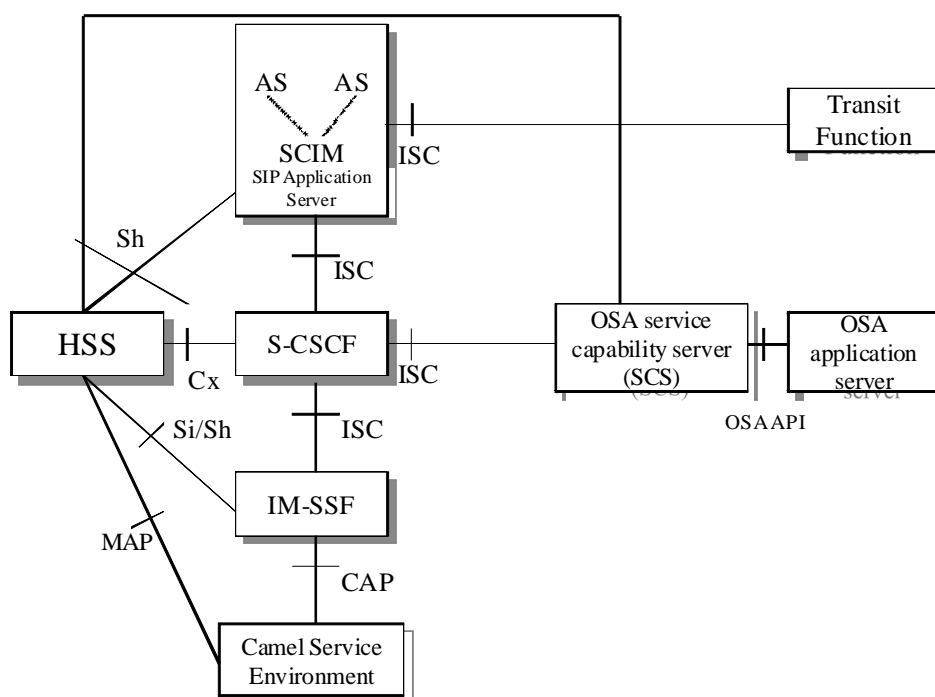 AS AS
SCIM
SIP Application
Server
ISC
Transit
Function
Sh
ISC
HSS
Cx
S-CSCF
ISC
OSA service
capability server
(SCS)
OSA API
OSA
application
server
Si/Sh
ISC
IM-SSF
MAP
CAP
Camel Service
Environment